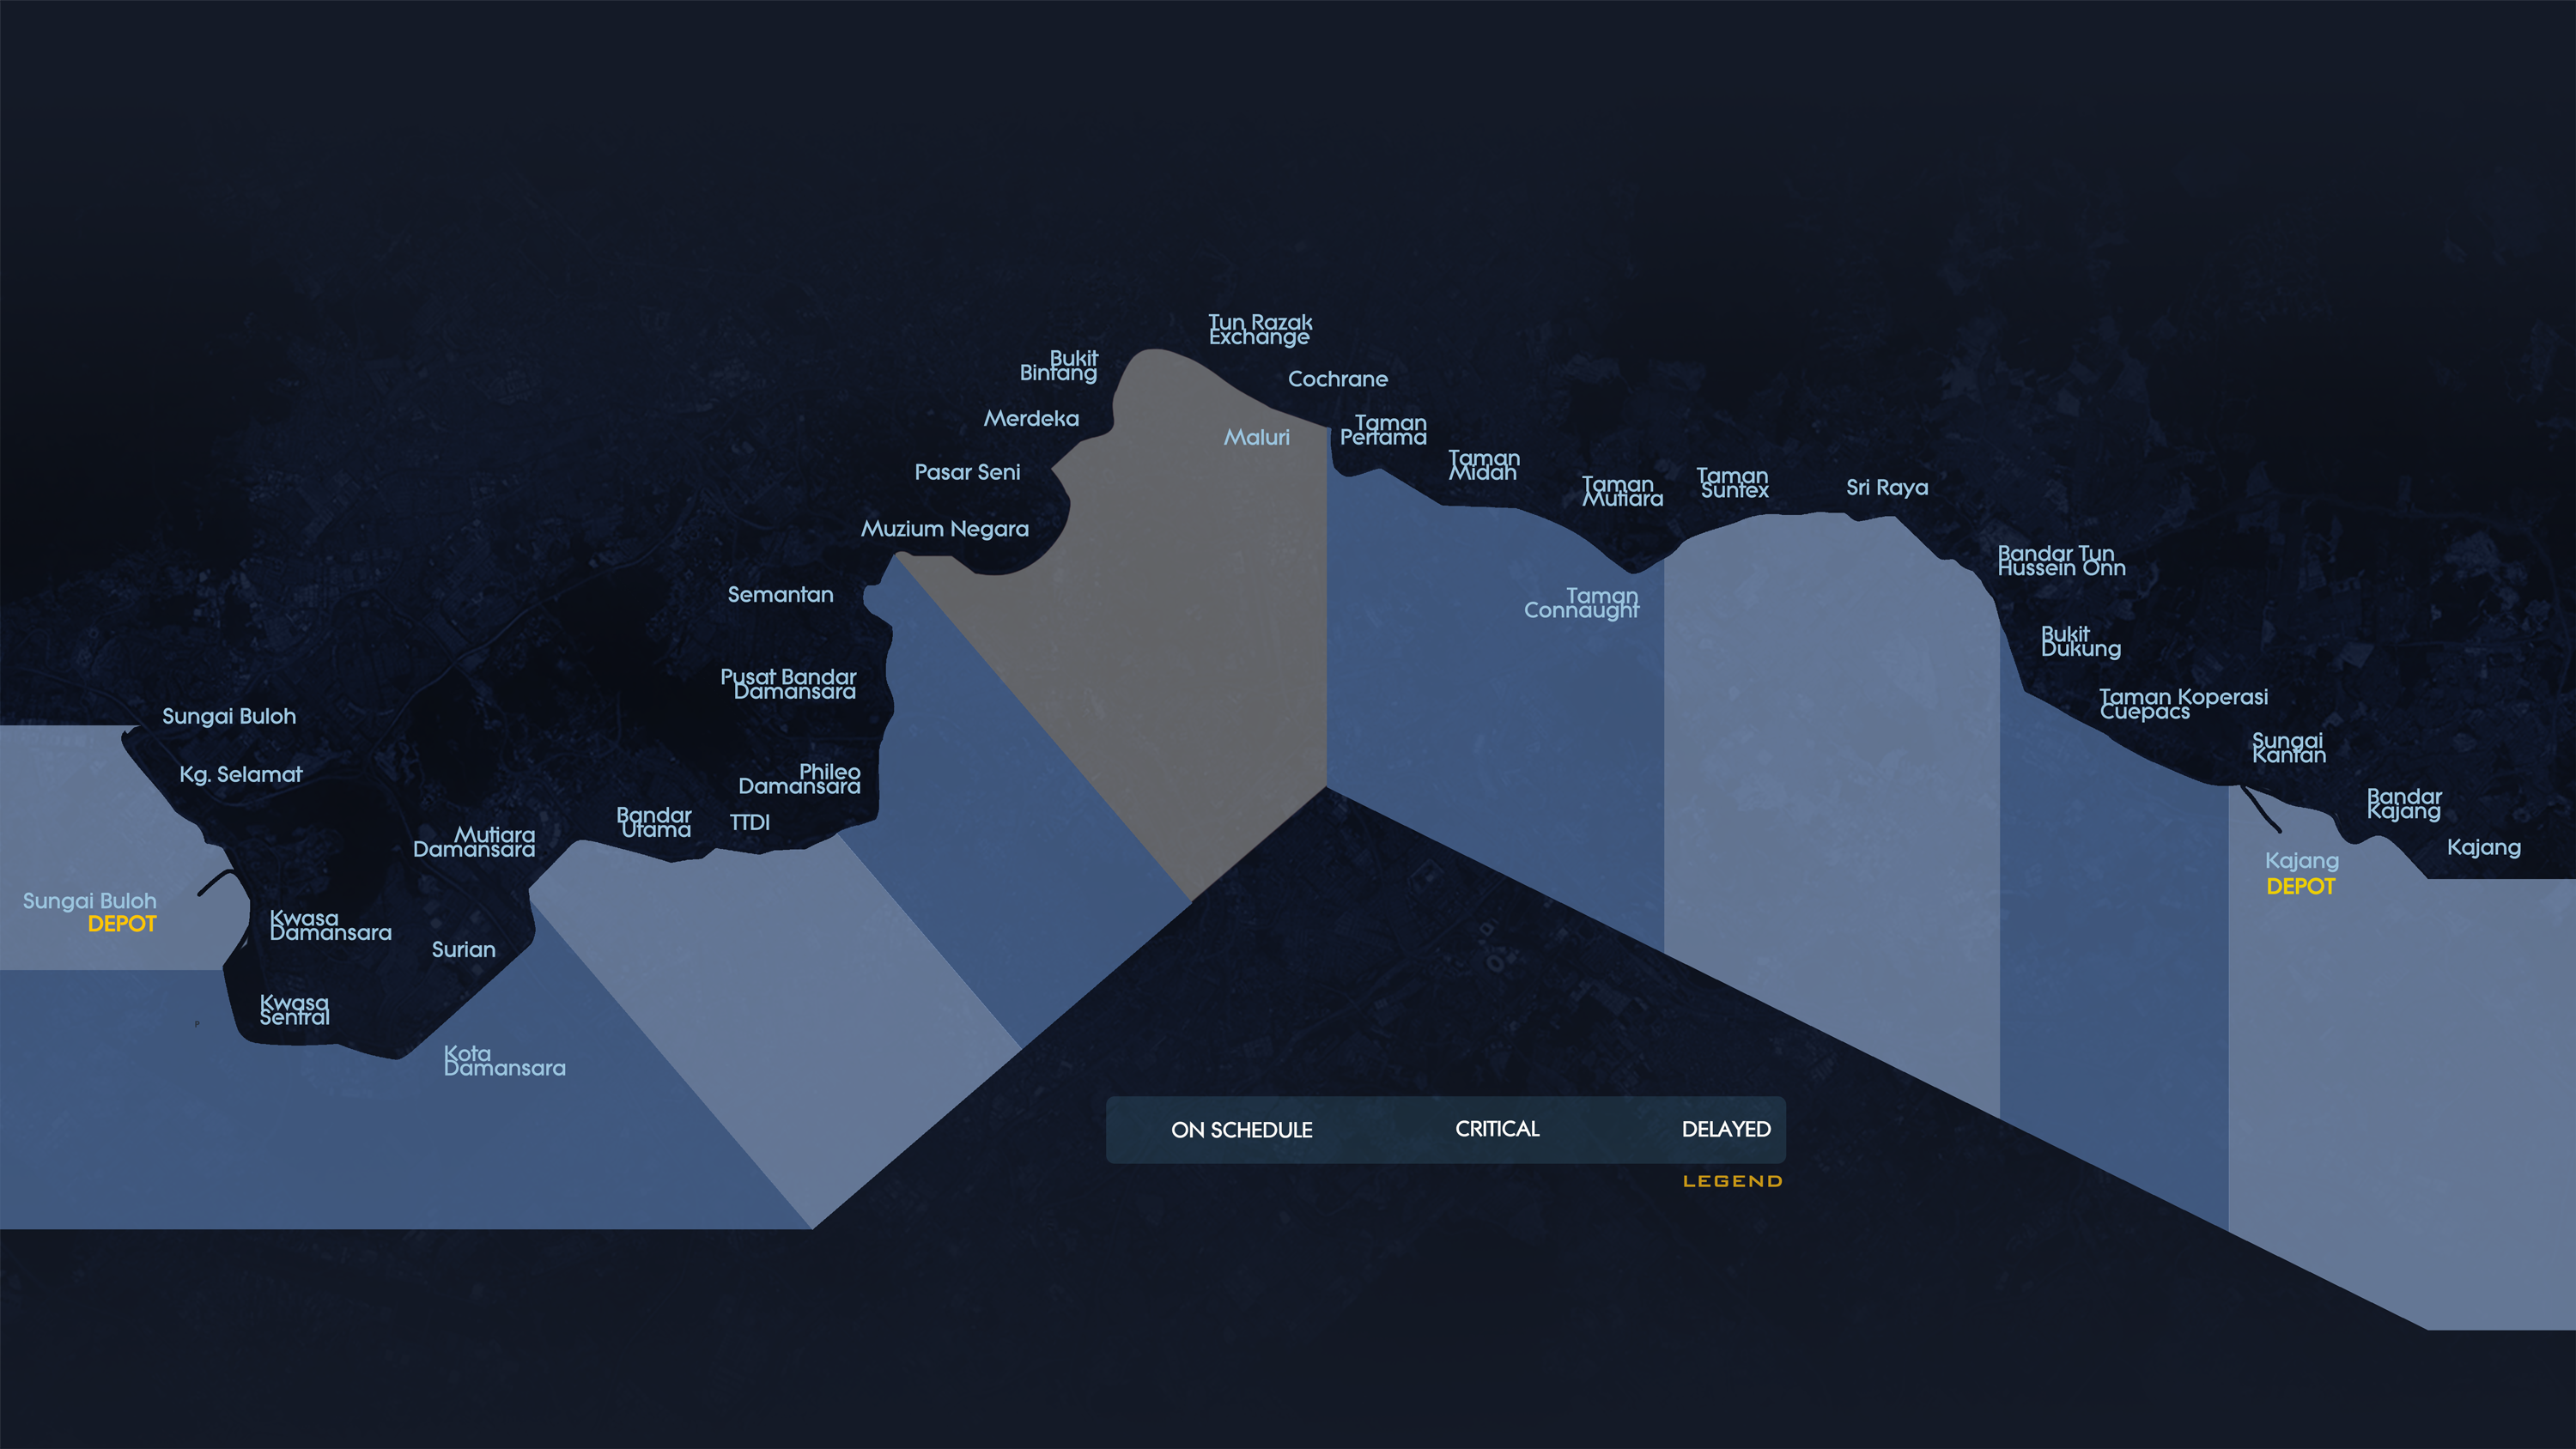 Tun Razak
Exchange
Bukit
Bintang
Cochrane
Merdeka
Maluri
Taman
Pertama
Pasar Seni
Taman
Midah
Taman
Mutiara
Taman
Suntex
Sri Raya
Muzium Negara
Bandar Tun
Hussein Onn
Semantan
Taman
Connaught
Bukit
Dukung
Pusat Bandar
Damansara
Taman Koperasi
Cuepacs
Sungai Buloh
Sungai
Kantan
Kg. Selamat
Phileo
Damansara
Bandar
Kajang
Bandar
Utama
TTDI
Mutiara
Damansara
Kajang
Kajang
DEPOT
Sungai Buloh
DEPOT
Kwasa
Damansara
Surian
Kwasa
Sentral
P
Kota
Damansara
ON SCHEDULE
CRITICAL
DELAYED
LEGEND